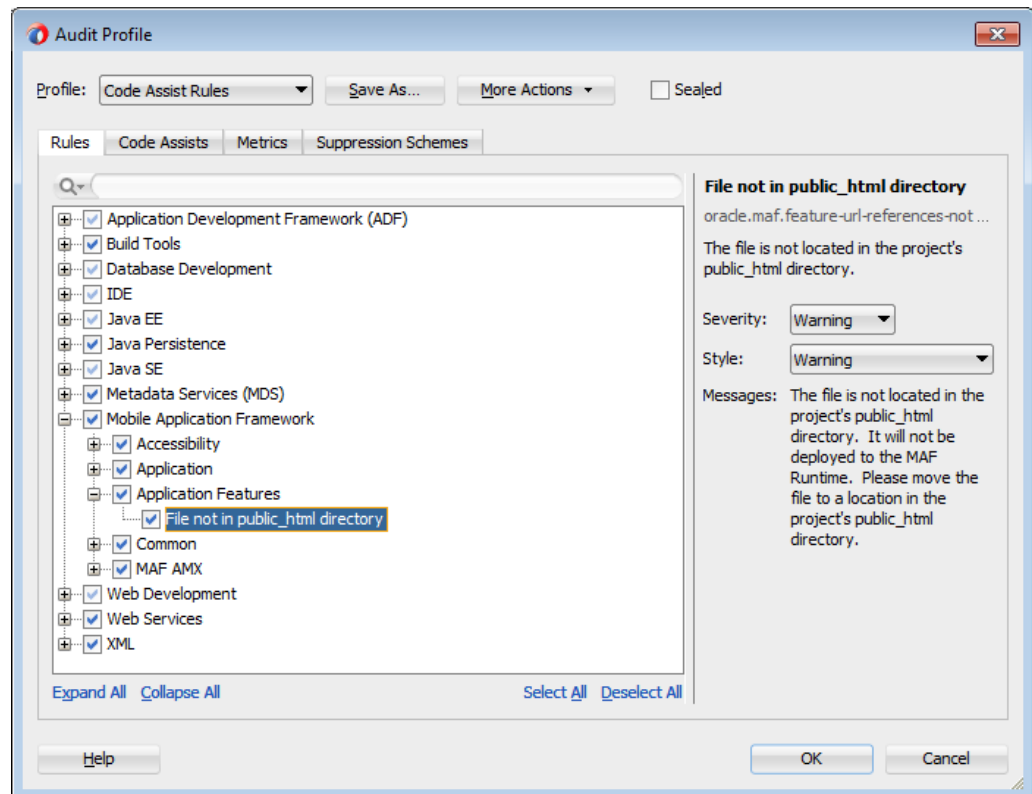 Audit Profile
Profile: Code Assist Rules Save As... More Actions Sealed
Rules Code Assists Metrics Suppression Schemes
Application Development Framework (ADF)
Build Tools
Database Development
IDE
Java EE
Java Persistence
Java SE
Metadata Services (MDS)
Mobile Application Framework
Accessibility
Application
Application Features
File not in public_html directory
Common
MAF AMX
Web Development
Web Services
XML
Expand All Collapse All Select All Deselect All
File not in public_html directory
oracle.maf.feature-url-references-not ...
The file is not located in the project's
public_html directory.
Severity: Warning
Style: Warning
Messages: The file is not located in the
project's public_html
directory. It will not be
deployed to the MAF
Runtime. Please move the
file to a location in the
project's public_html
directory.
Help OK Cancel